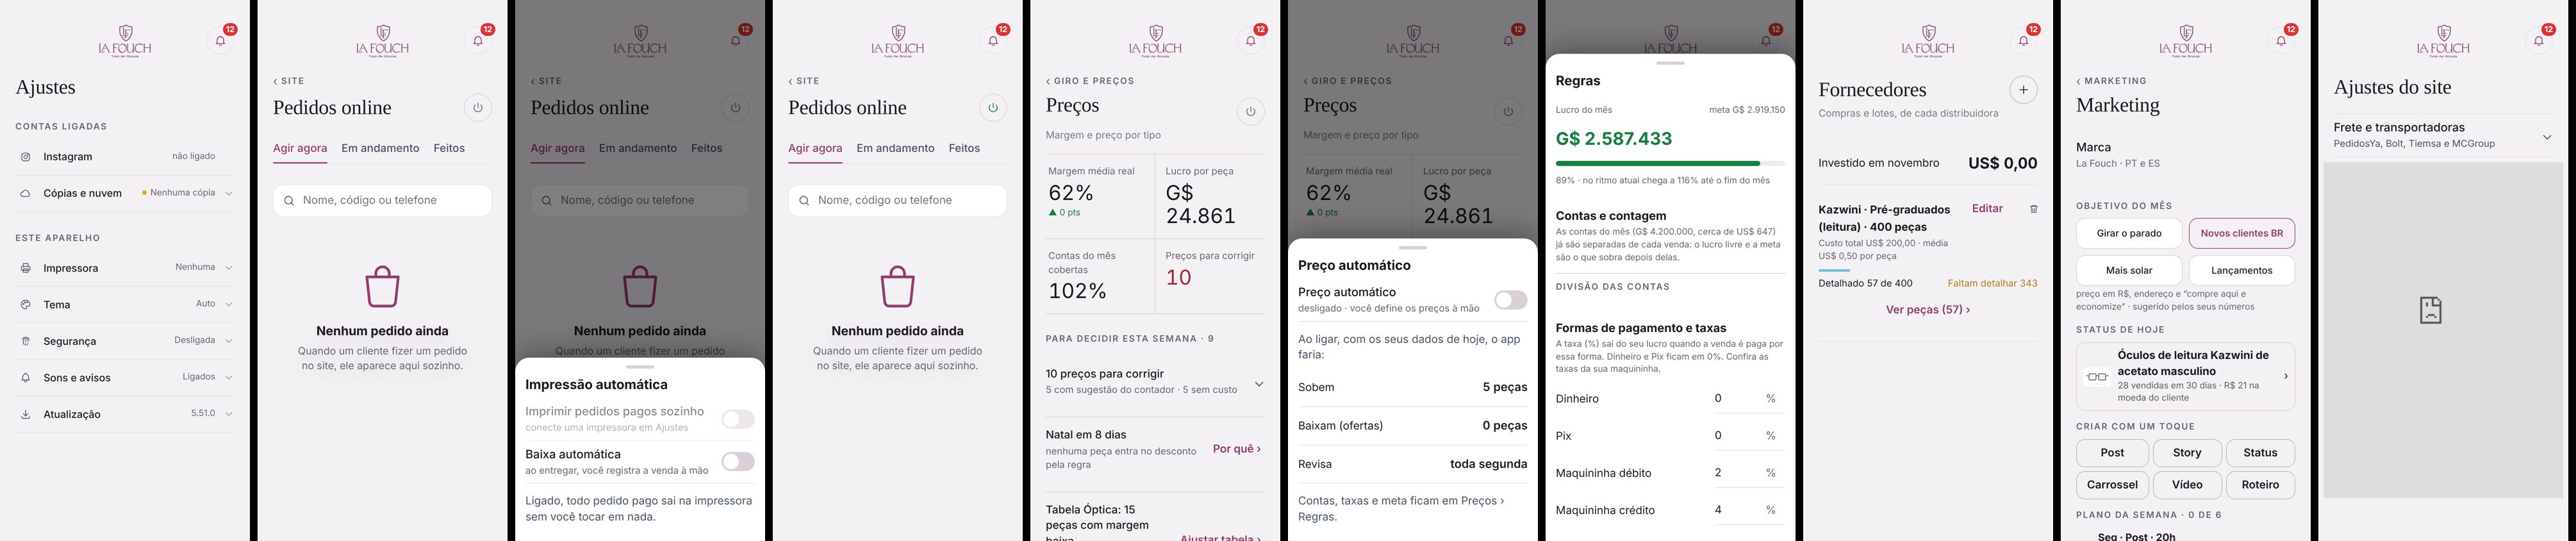 LA FOUCH
12
Ajustes
CONTAS LIGADAS
Instagram não ligado
Cópias e nuvem Nenhuma cópia
ESTE APARELHO
Impressora Nenhuma
Tema Auto
Segurança Desligada
Sons e avisos Ligados
Atualização 5.51.0
LA FOUCH
12
‹ SITE
Pedidos online
Agir agora Em andamento Feitos
Nome, código ou telefone
Nenhum pedido ainda
Quando um cliente fizer um pedido
no site, ele aparece aqui sozinho.
LA FOUCH
12
‹ SITE
Pedidos online
Agir agora Em andamento Feitos
Nome, código ou telefone
Nenhum pedido ainda
Quando um cliente fizer um pedido
Impressão automática
Imprimir pedidos pagos sozinho
conecte uma impressora em Ajustes
Baixa automática
ao entregar, você registra a venda à mão
Ligado, todo pedido pago sai na impressora
sem você tocar em nada.
LA FOUCH
12
‹ SITE
Pedidos online
Agir agora Em andamento Feitos
Nome, código ou telefone
Nenhum pedido ainda
Quando um cliente fizer um pedido
no site, ele aparece aqui sozinho.
LA FOUCH
12
‹ GIRO E PREÇOS
Preços
Margem e preço por tipo
Margem média real
62%
▲ 0 pts
Lucro por peça
G$
24.861
Contas do mês
cobertas
102%
Preços para corrigir
10
PARA DECIDIR ESTA SEMANA · 9
10 preços para corrigir
5 com sugestão do contador · 5 sem custo
Natal em 8 dias
nenhuma peça entra no desconto
pela regra
Por quê ›
Tabela Óptica: 15
peças com margem
baixa
Ajustar tabela ›
LA FOUCH
12
‹ GIRO E PREÇOS
Preços
Margem e preço por tipo
Margem média real
62%
▲ 0 pts
Lucro por peça
G$
24.861
Preço automático
Preço automático
desligado · você define os preços à mão
Ao ligar, com os seus dados de hoje, o app
faria:
Sobem 5 peças
Baixam (ofertas) 0 peças
Revisa toda segunda
Contas, taxas e meta ficam em Preços ›
Regras.
LA FOUCH
12
Regras
Lucro do mês meta G$ 2.919.150
G$ 2.587.433
89% · no ritmo atual chega a 116% até o fim do mês
Contas e contagem
As contas do mês (G$ 4.200.000, cerca de US$ 647)
já são separadas de cada venda: o lucro livre e a meta
são o que sobra depois delas.
DIVISÃO DAS CONTAS
Formas de pagamento e taxas
A taxa (%) sai do seu lucro quando a venda é paga por
essa forma. Dinheiro e Pix ficam em 0%. Confira as
taxas da sua maquininha.
Dinheiro 0 %
Pix 0 %
Maquininha débito 2 %
Maquininha crédito 4 %
LA FOUCH
12
Fornecedores
Compras e lotes, de cada distribuidora
Investido em novembro US$ 0,00
Kazwini · Pré-graduados
(leitura) · 400 peças
Editar
Custo total US$ 200,00 · média
US$ 0,50 por peça
Detalhado 57 de 400 Faltam detalhar 343
Ver peças (57) ›
LA FOUCH
12
‹ MARKETING
Marketing
Marca
La Fouch · PT e ES
OBJETIVO DO MÊS
Girar o parado Novos clientes BR
Mais solar Lançamentos
preço em R$, endereço e “compre aqui e
economize” · sugerido pelos seus números
STATUS DE HOJE
Óculos de leitura Kazwini de
acetato masculino
28 vendidas em 30 dias · R$ 21 na
moeda do cliente
CRIAR COM UM TOQUE
Post Story Status
Carrossel Vídeo Roteiro
PLANO DA SEMANA · 0 DE 6
Seg · Post · 20h
LA FOUCH
12
Ajustes do site
Frete e transportadoras
PedidosYa, Bolt, Tiemsa e MCGroup